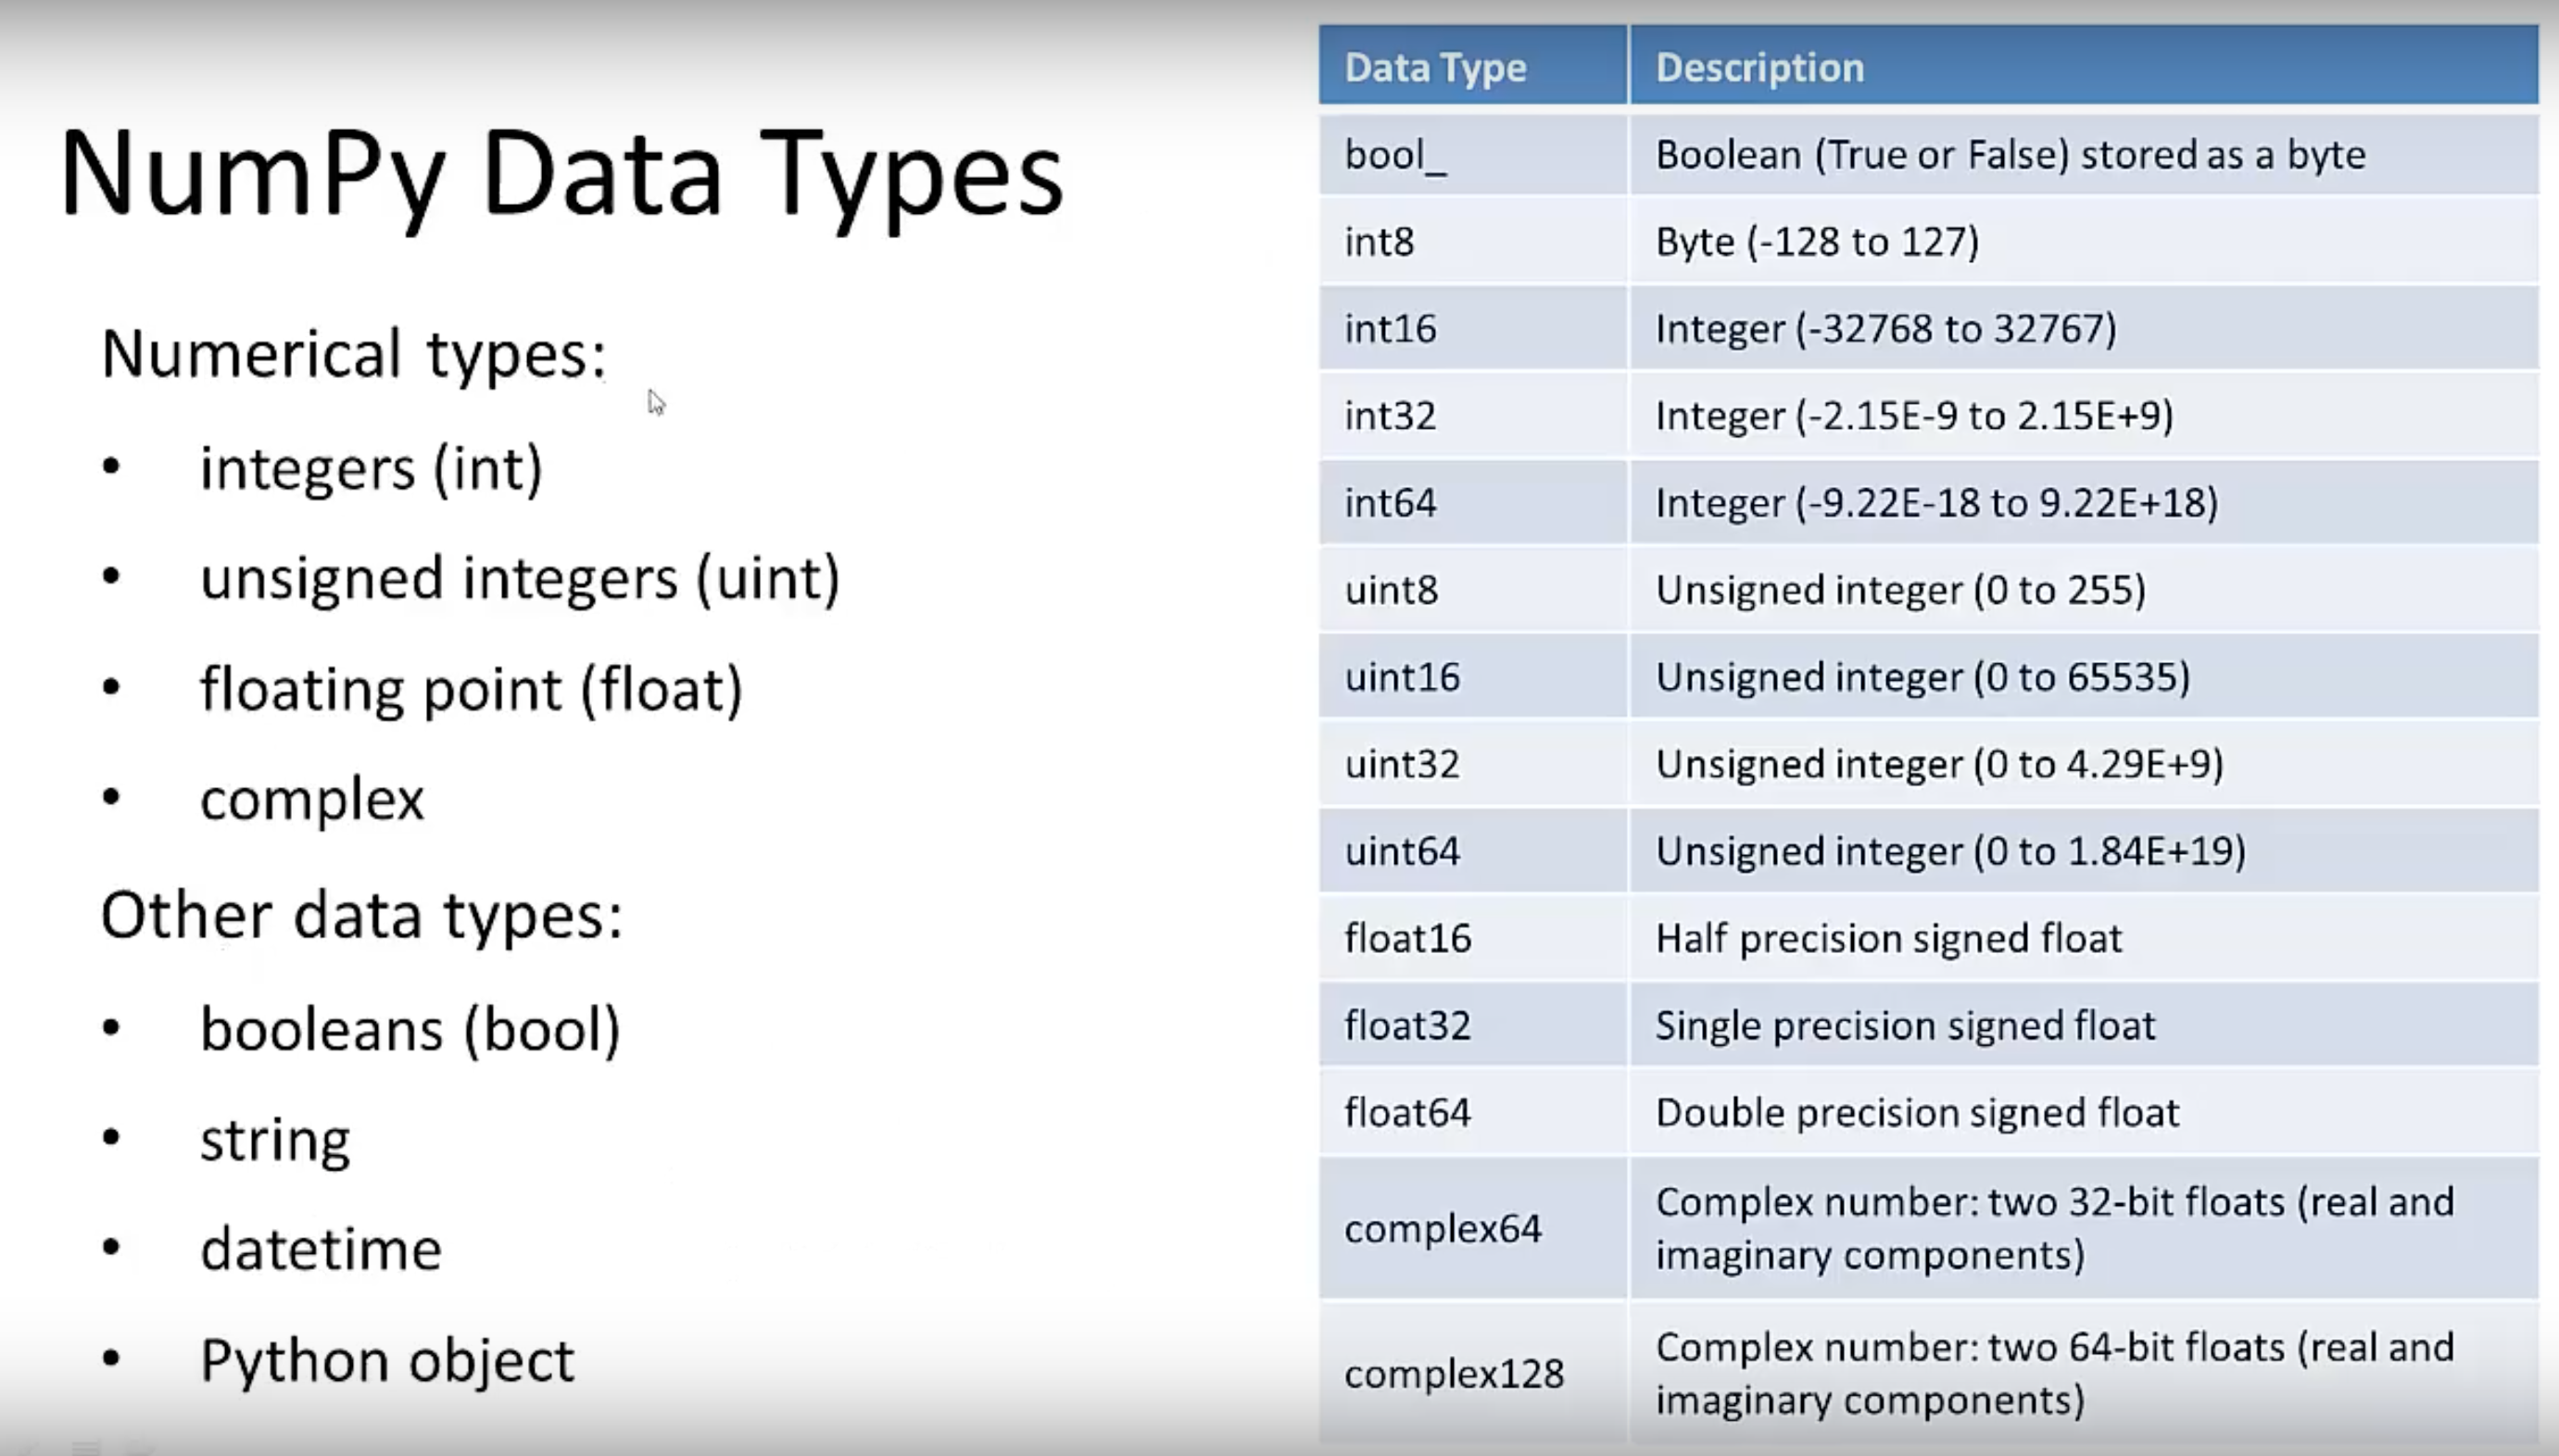 NumPy Data Types
Numerical types:
• integers (int)
• unsigned integers (uint)
• floating point (float)
• complex
Other data types:
• booleans (bool)
• string
• datetime
• Python object
Data Type Description
bool_ Boolean (True or False) stored as a byte
int8 Byte (-128 to 127)
int16 Integer (-32768 to 32767)
int32 Integer (-2.15E-9 to 2.15E+9)
int64 Integer (-9.22E-18 to 9.22E+18)
uint8 Unsigned integer (0 to 255)
uint16 Unsigned integer (0 to 65535)
uint32 Unsigned integer (0 to 4.29E+9)
uint64 Unsigned integer (0 to 1.84E+19)
float16 Half precision signed float
float32 Single precision signed float
float64 Double precision signed float
complex64 Complex number: two 32-bit floats (real and
imaginary components)
complex128 Complex number: two 64-bit floats (real and
imaginary components)